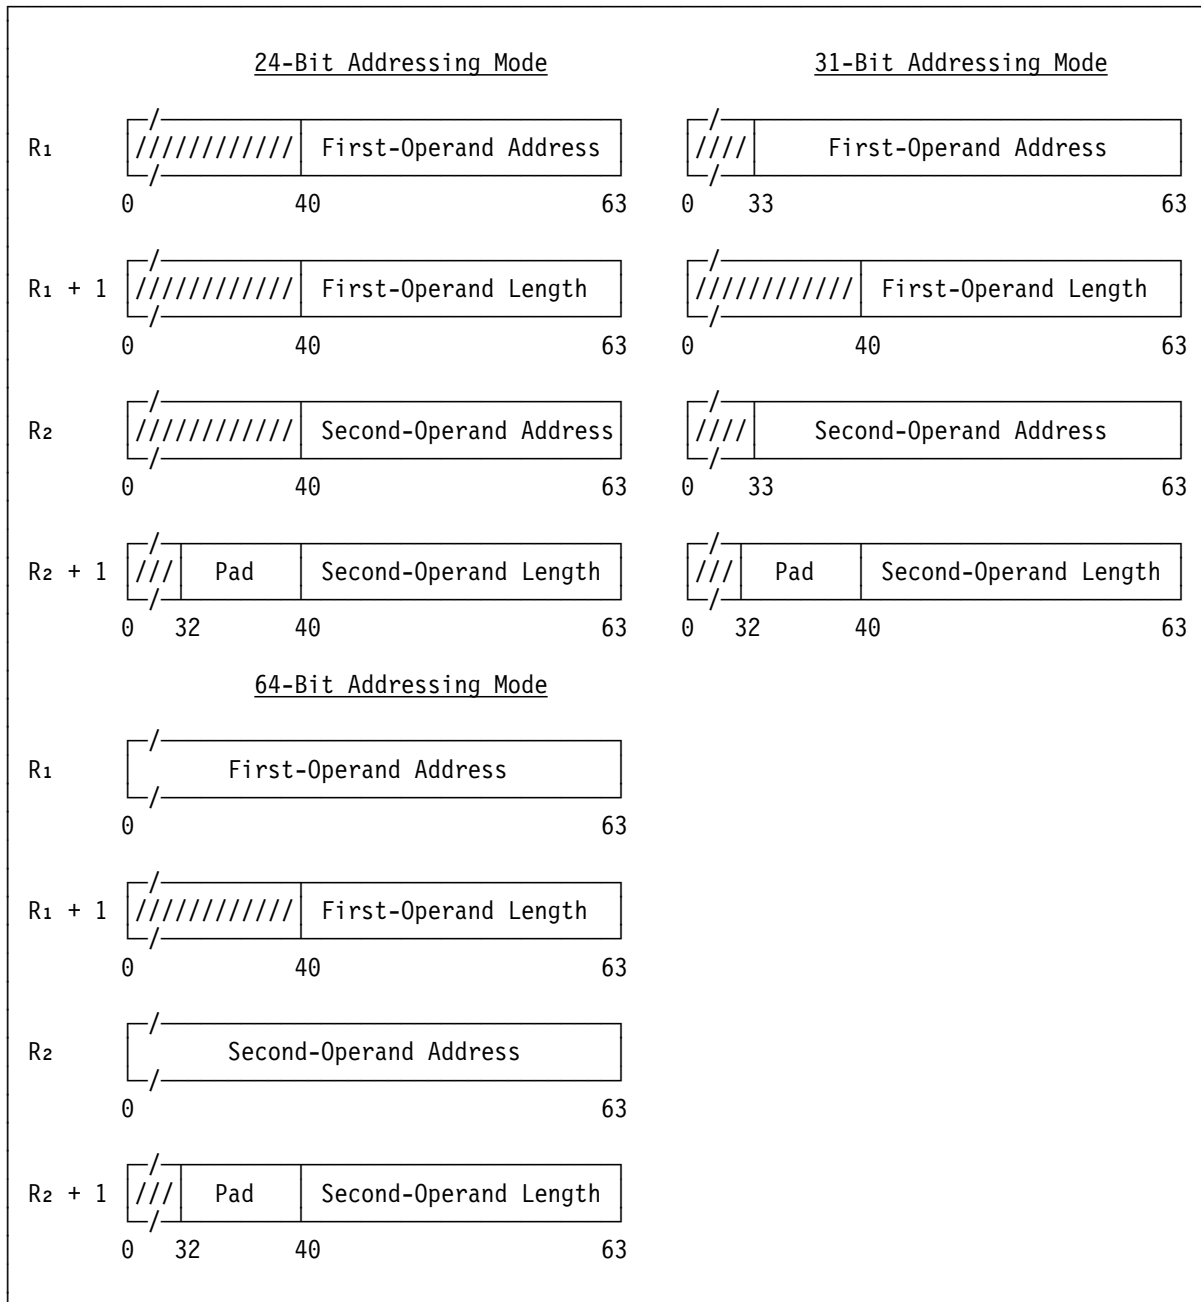 24-Bit Addressing Mode 31-Bit Addressing Mode
R₁ //////////// First-Operand Address //// First-Operand Address
0 40 63 0 33 63
R₁ + 1 //////////// First-Operand Length //////////// First-Operand Length
0 40 63 0 40 63
R₂ //////////// Second-Operand Address //// Second-Operand Address
0 40 63 0 33 63
R₂ + 1 /// Pad Second-Operand Length /// Pad Second-Operand Length
0 32 40 63 0 32 40 63
64-Bit Addressing Mode
R₁ First-Operand Address
0 63
R₁ + 1 //////////// First-Operand Length
0 40 63
R₂ Second-Operand Address
0 63
R₂ + 1 /// Pad Second-Operand Length
0 32 40 63